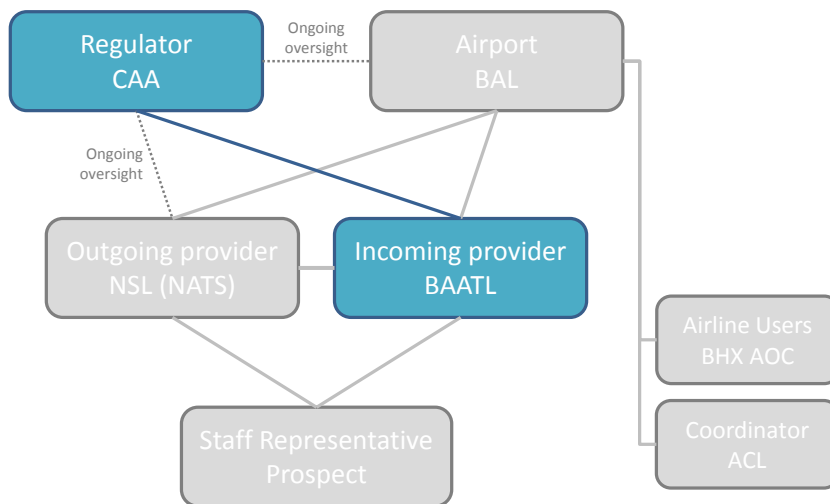 Regulator
CAA
Ongoing
oversight
Airport
BAL
Ongoing
oversight
Outgoing provider
NSL (NATS)
Incoming provider
BAATL
Airline Users
BHX AOC
Staff Representative
Prospect
Coordinator
ACL